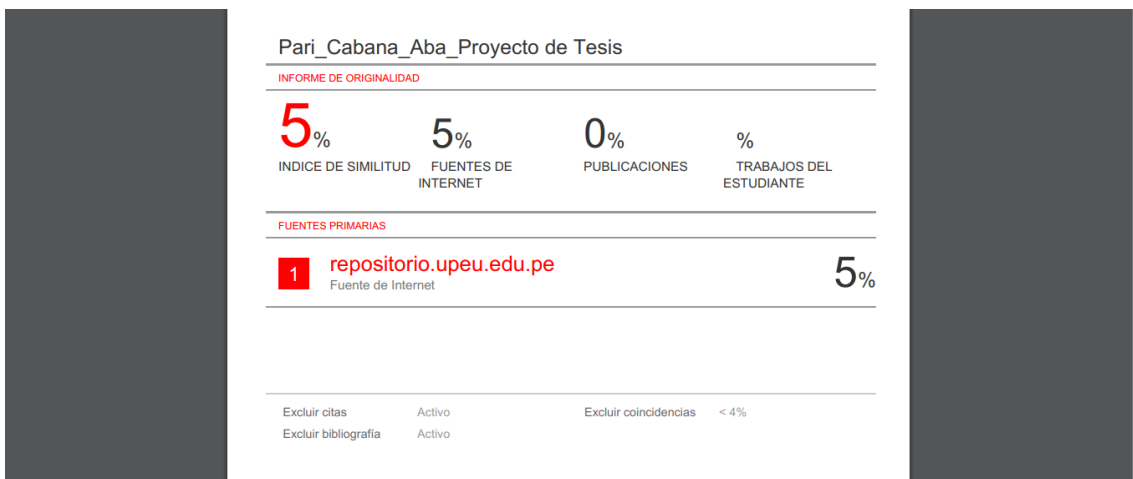 Pari_Cabana_Aba_Proyecto de Tesis
INFORME DE ORIGINALIDAD
5% 5% 0% %
INDICE DE SIMILITUD FUENTES DE INTERNET PUBLICACIONES TRABAJOS DEL ESTUDIANTE
FUENTES PRIMARIAS
1 repositorio.upeu.edu.pe 5%
Fuente de Internet
Excluir citas Activo Excluir coincidencias < 4%
Excluir bibliografía Activo